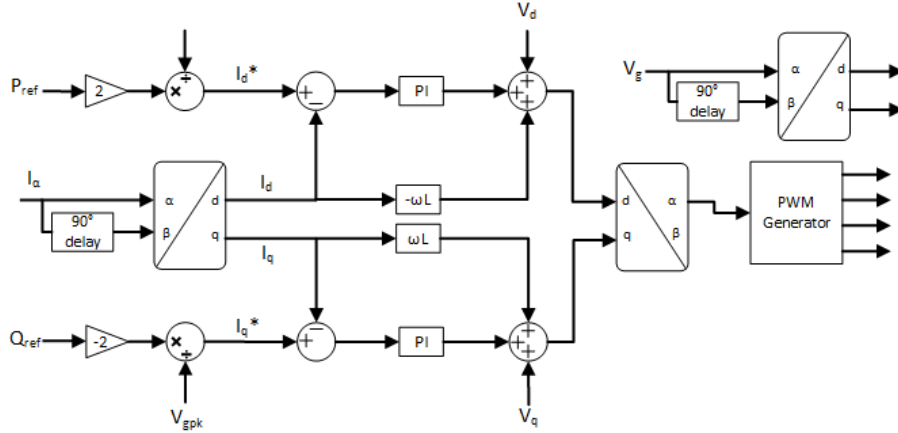 V_d
P_ref
2
÷
×
I_d*
+
−
PI
+
+
+
V_g
90°
delay
α
β
d
q
I_α
90°
delay
α
β
d
q
I_d
I_q
-ωL
ωL
d
q
α
β
PWM
Generator
Q_ref
-2
×
÷
I_q*
+
−
PI
+
+
+
V_gpk
V_q